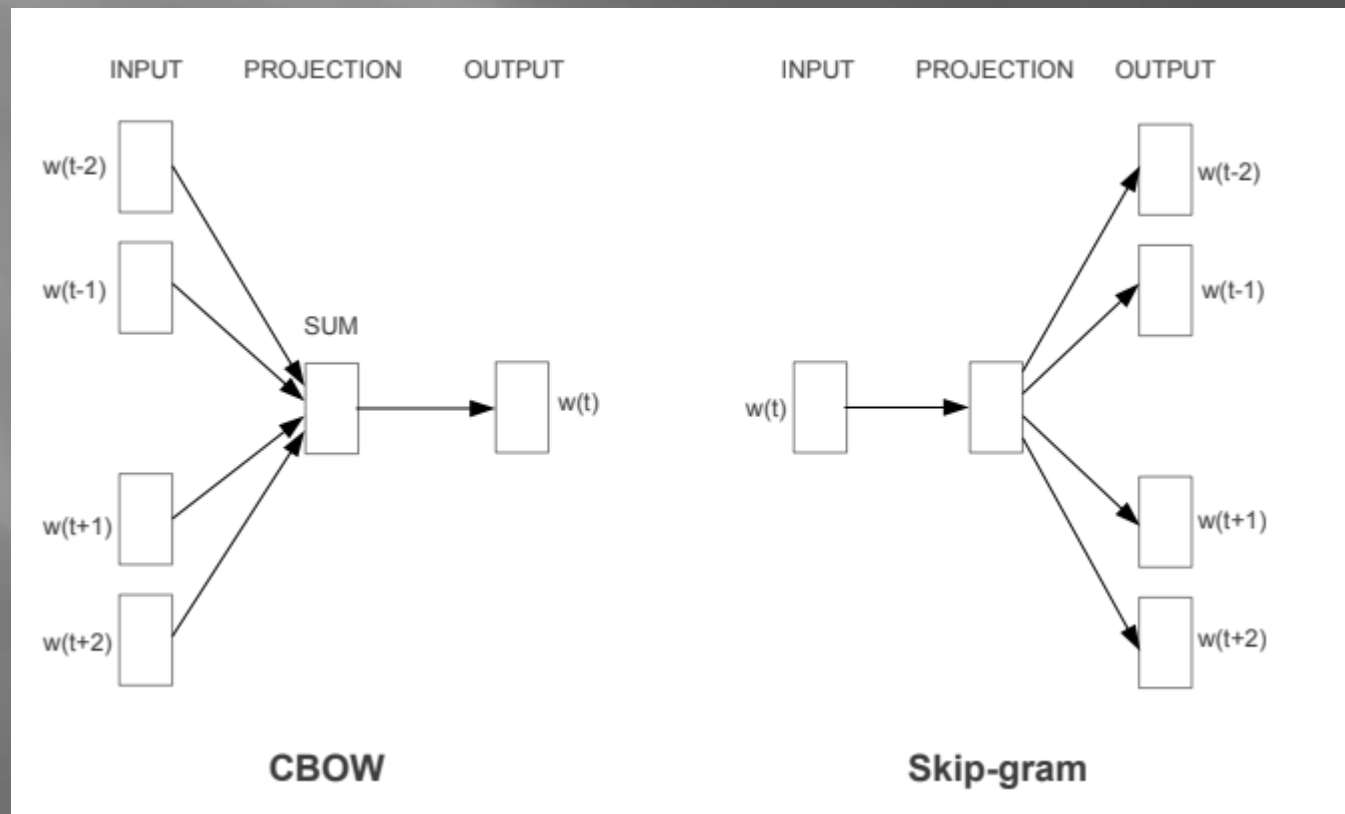 INPUT PROJECTION OUTPUT
w(t-2)
w(t-1)
SUM
w(t)
w(t+1)
w(t+2)
CBOW
INPUT PROJECTION OUTPUT
w(t-2)
w(t-1)
w(t)
w(t+1)
w(t+2)
Skip-gram